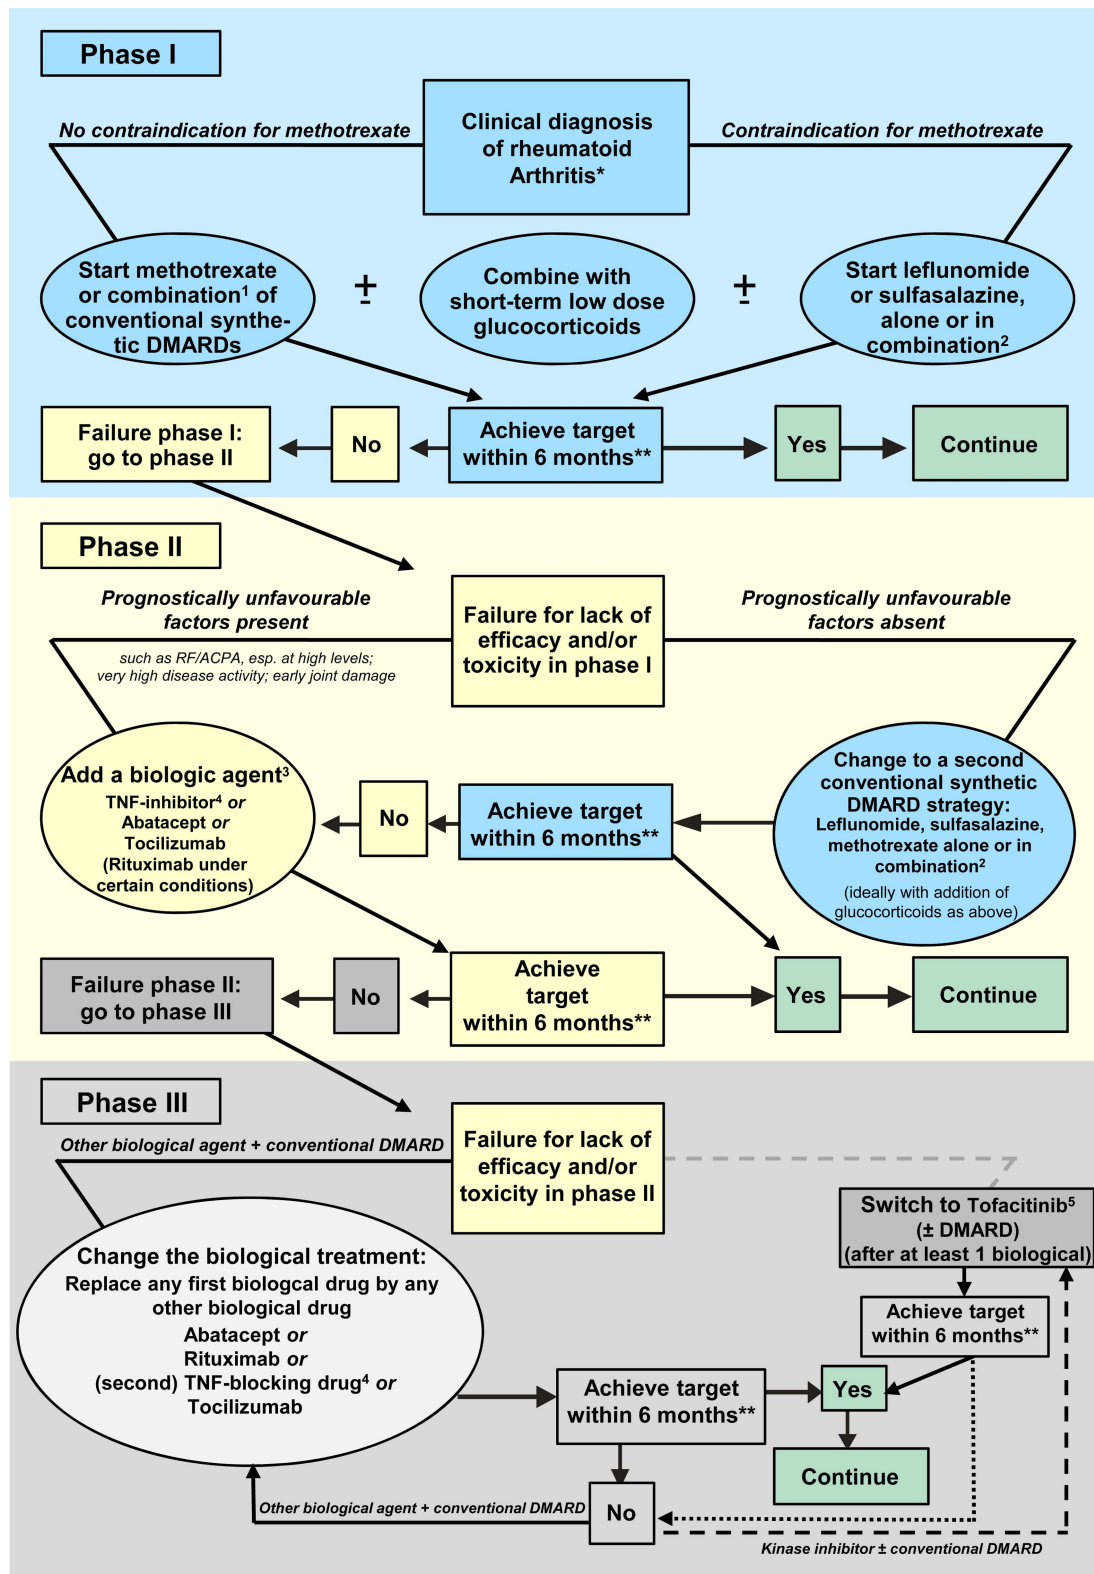 Phase I
Clinical diagnosis
of rheumatoid
Arthritis*
No contraindication for methotrexate
Contraindication for methotrexate
Start methotrexate
or combination¹ of
conventional synthe-
tic DMARDs
±
Combine with
short-term low dose
glucocorticoids
±
Start leflunomide
or sulfasalazine,
alone or in
combination²
Failure phase I:
go to phase II
No
Achieve target
within 6 months**
Yes
Continue
Phase II
Prognostically unfavourable
factors present
such as RF/ACPA, esp. at high levels;
very high disease activity; early joint damage
Failure for lack of
efficacy and/or
toxicity in phase I
Prognostically unfavourable
factors absent
Add a biologic agent³
TNF-inhibitor⁴ or
Abatacept or
Tocilizumab
(Rituximab under
certain conditions)
No
Achieve target
within 6 months**
Change to a second
conventional synthetic
DMARD strategy:
Leflunomide, sulfasalazine,
methotrexate alone or in
combination²
(ideally with addition of
glucocorticoids as above)
Failure phase II:
go to phase III
No
Achieve
target
within 6 months**
Yes
Continue
Phase III
Other biological agent + conventional DMARD
Failure for lack of
efficacy and/or
toxicity in phase II
Switch to Tofacitinib⁵
(± DMARD)
(after at least 1 biological)
Change the biological treatment:
Replace any first biologcal drug by any
other biological drug
Abatacept or
Rituximab or
(second) TNF-blocking drug⁴ or
Tocilizumab
Achieve target
within 6 months**
Achieve target
within 6 months**
Yes
Continue
No
Other biological agent + conventional DMARD
Kinase inhibitor ± conventional DMARD